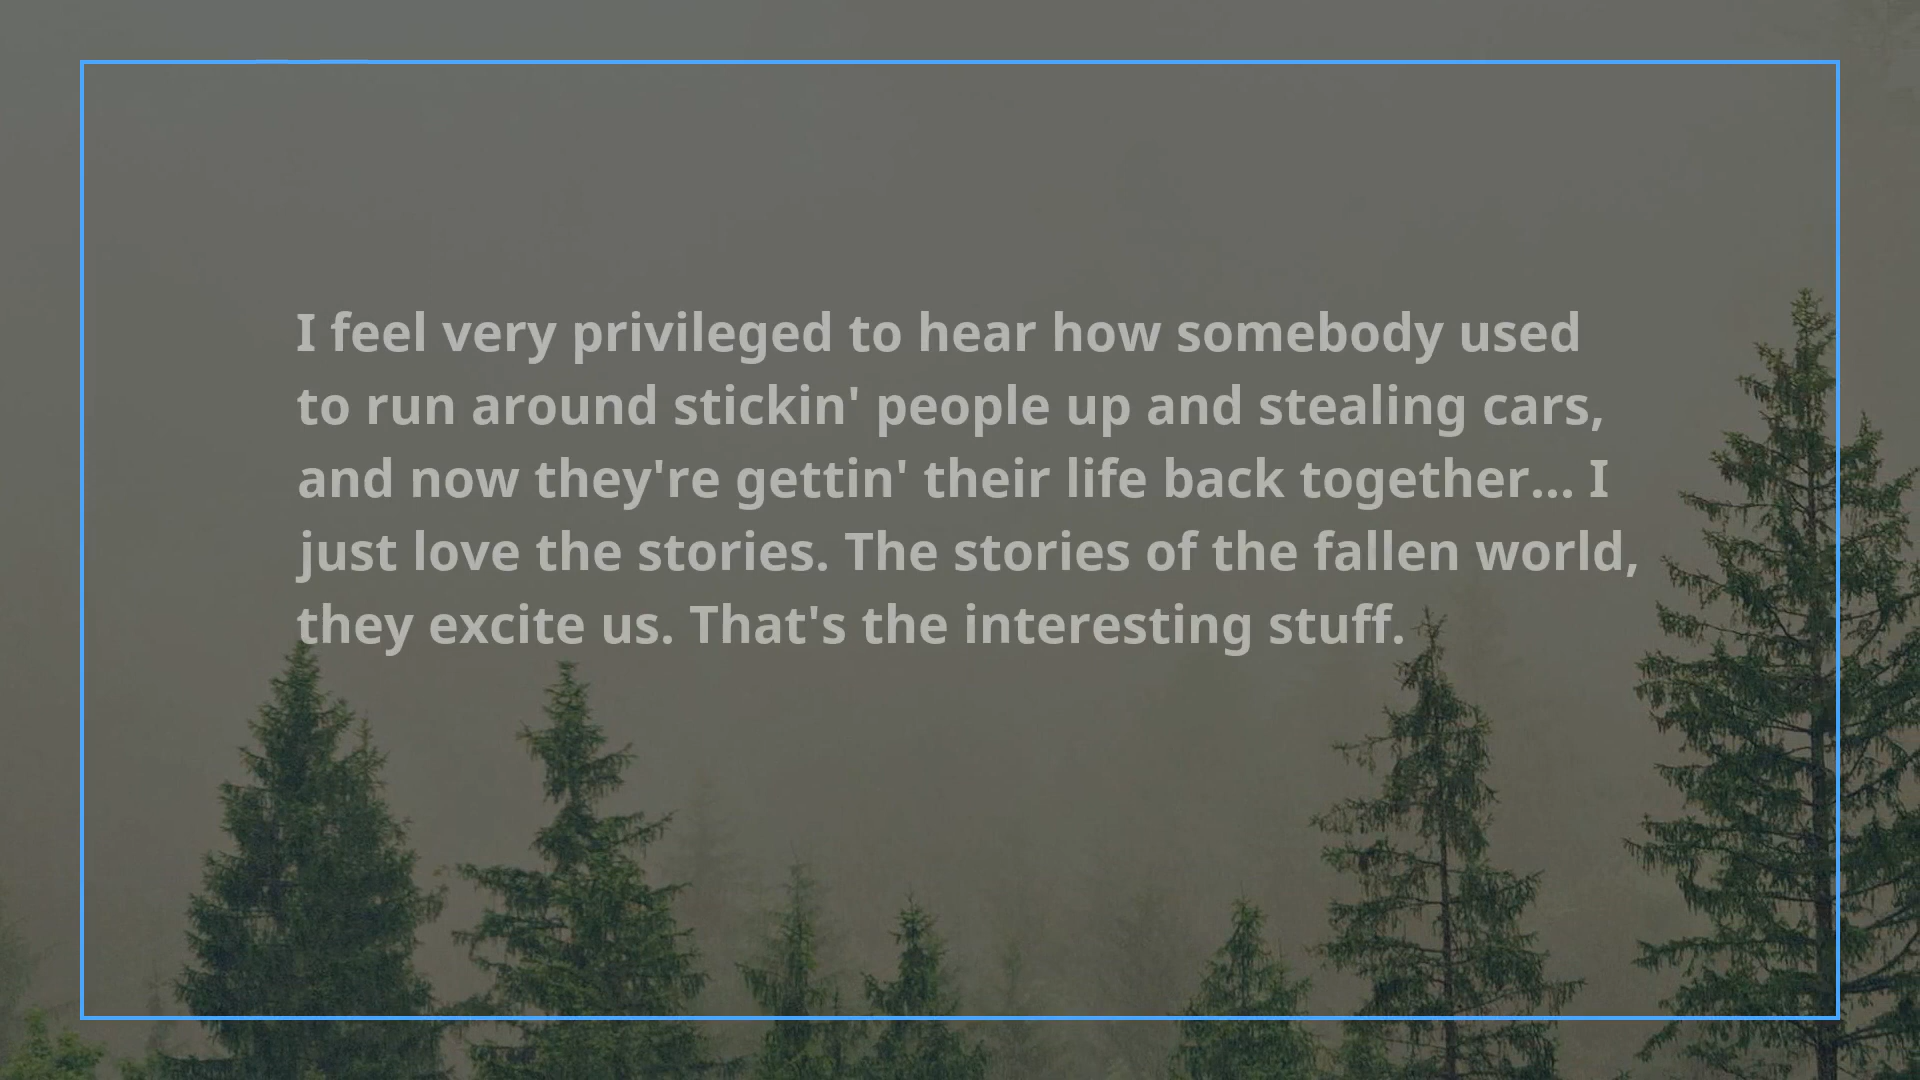 I feel very privileged to hear how somebody used
to run around stickin' people up and stealing cars,
and now they're gettin' their life back together... I
just love the stories. The stories of the fallen world,
they excite us. That's the interesting stuff.